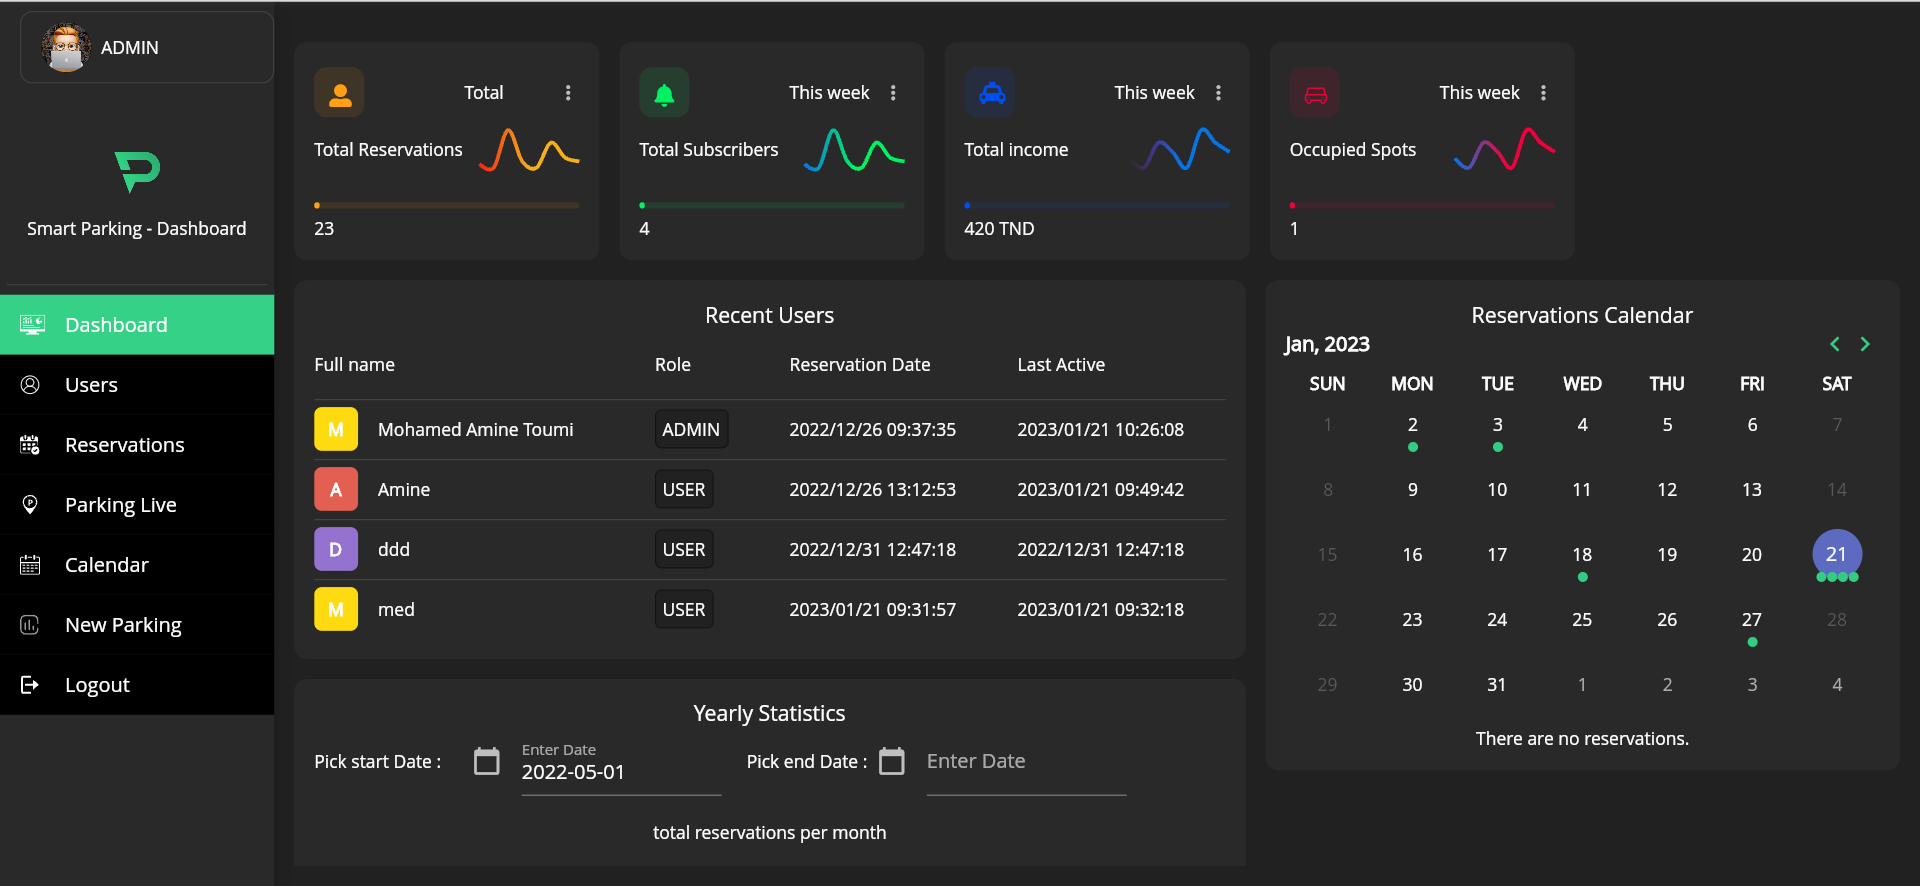 ADMIN
Smart Parking - Dashboard
Dashboard
Users
Reservations
Parking Live
Calendar
New Parking
Logout
Total
Total Reservations
23
This week
Total Subscribers
4
This week
Total income
420 TND
This week
Occupied Spots
1
Recent Users
Full name Role Reservation Date Last Active
M Mohamed Amine Toumi ADMIN 2022/12/26 09:37:35 2023/01/21 10:26:08
A Amine USER 2022/12/26 13:12:53 2023/01/21 09:49:42
D ddd USER 2022/12/31 12:47:18 2022/12/31 12:47:18
M med USER 2023/01/21 09:31:57 2023/01/21 09:32:18
Yearly Statistics
Pick start Date : Enter Date 2022-05-01 Pick end Date : Enter Date
total reservations per month
Reservations Calendar
Jan, 2023
SUN MON TUE WED THU FRI SAT
1 2 3 4 5 6 7
8 9 10 11 12 13 14
15 16 17 18 19 20 21
22 23 24 25 26 27 28
29 30 31 1 2 3 4
There are no reservations.